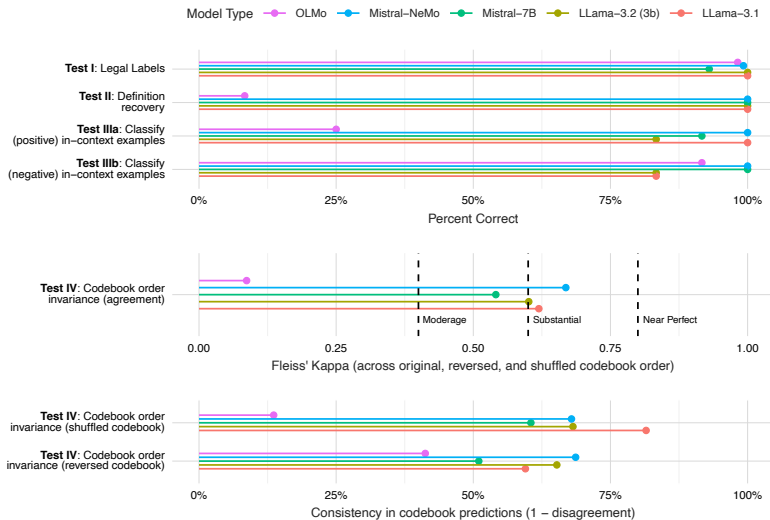 Model Type OLMo Mistral−NeMo Mistral−7B LLama−3.2 (3b) LLama−3.1
Test I: Legal Labels
Test II: Definition
recovery
Test IIIa: Classify
(positive) in−context examples
Test IIIb: Classify
(negative) in−context examples
0% 25% 50% 75% 100%
Percent Correct
Test IV: Codebook order
invariance (agreement)
Moderage Substantial Near Perfect
0.00 0.25 0.50 0.75 1.00
Fleiss' Kappa (across original, reversed, and shuffled codebook order)
Test IV: Codebook order
invariance (shuffled codebook)
Test IV: Codebook order
invariance (reversed codebook)
0% 25% 50% 75% 100%
Consistency in codebook predictions (1 − disagreement)